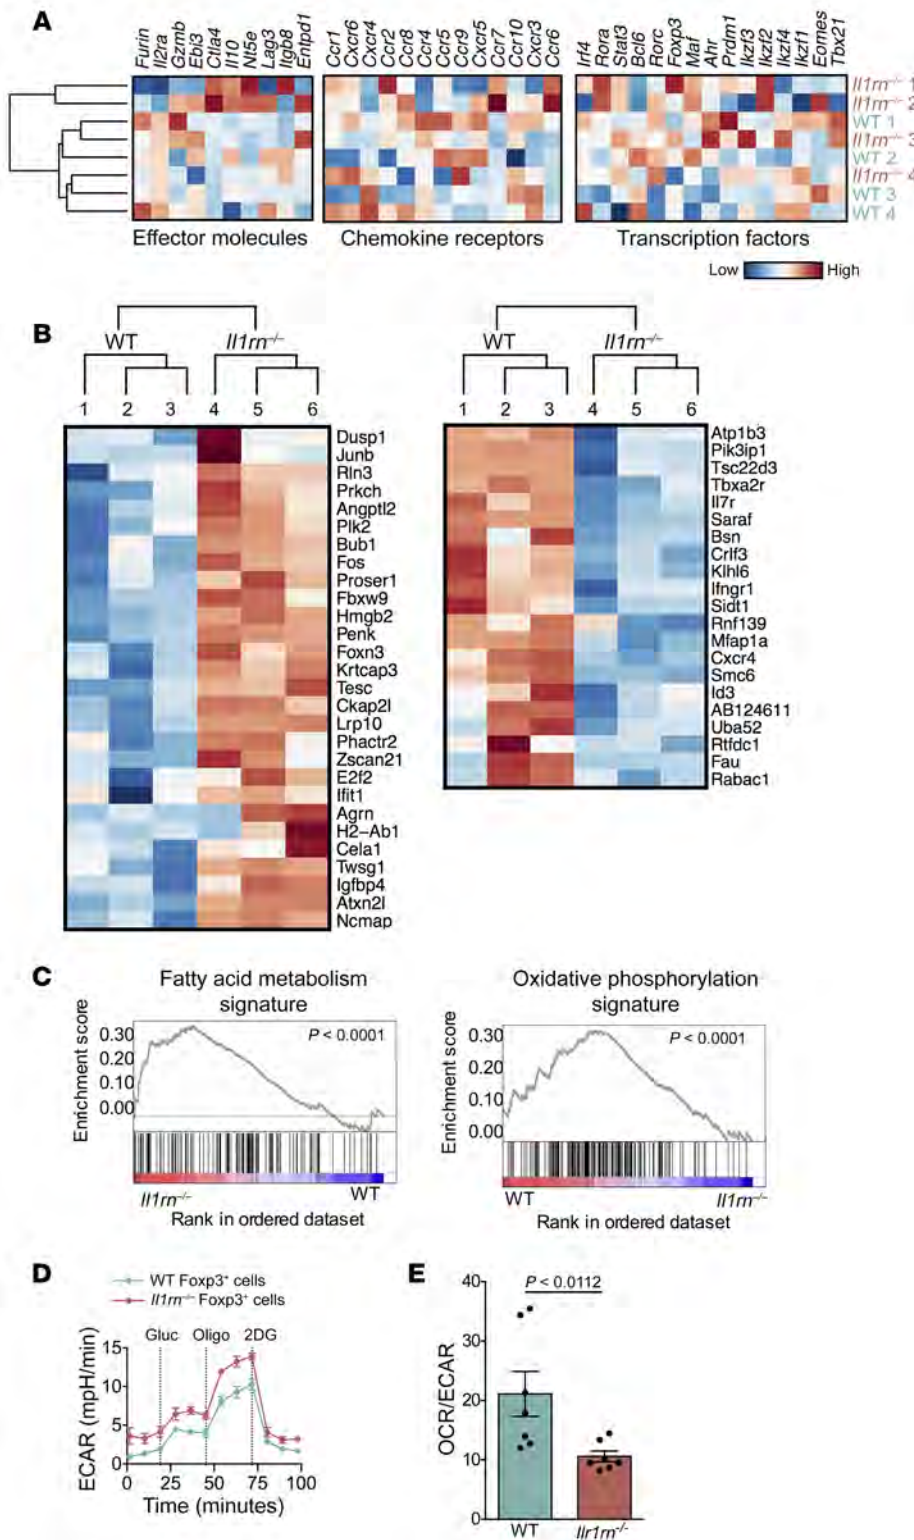 A
Furin Il2ra Gzmb Ebi3 Ctla4 Il10 Nt5e Lag3 Itgb8 Entpd1
Ccr1 Cxcr6 Cxcr4 Ccr2 Ccr8 Ccr4 Ccr5 Ccr9 Cxcr5 Ccr7 Ccr10 Cxcr3 Ccr6
Irf4 Rora Stat3 Bcl6 Rorc Foxp3 Maf Ahr Prdm1 Ikzf3 Ikzf2 Ikzf4 Ikzf1 Eomes Tbx21
Il1rn–/– 1
Il1rn–/– 2
WT 1
Il1rn–/– 3
WT 2
Il1rn–/– 4
WT 3
WT 4
Effector molecules
Chemokine receptors
Transcription factors
Low High
B
WT Il1rn–/–
1 2 3 4 5 6
Dusp1
Junb
Rln3
Prkch
Angptl2
Plk2
Bub1
Fos
Proser1
Fbxw9
Hmgb2
Penk
Foxn3
Krtcap3
Tesc
Ckap2l
Lrp10
Phactr2
Zscan21
E2f2
Ifit1
Agrn
H2–Ab1
Cela1
Twsg1
Igfbp4
Atxn2l
Ncmap
WT Il1rn–/–
1 2 3 4 5 6
Atp1b3
Pik3ip1
Tsc22d3
Tbxa2r
Il7r
Saraf
Bsn
Crlf3
Klhl6
Ifngr1
Sidt1
Rnf139
Mfap1a
Cxcr4
Smc6
Id3
AB124611
Uba52
Rtfdc1
Fau
Rabac1
C
Fatty acid metabolism
signature
Enrichment score
0.30
0.20
0.10
0.00
P < 0.0001
Il1rn–/– WT
Rank in ordered dataset
Oxidative phosphorylation
signature
Enrichment score
0.30
0.20
0.10
0.00
P < 0.0001
WT Il1rn–/–
Rank in ordered dataset
D
WT Foxp3+ cells
Il1rn–/– Foxp3+ cells
Gluc Oligo 2DG
ECAR (mpH/min)
15
10
5
0
0 25 50 75 100
Time (minutes)
E
P < 0.0112
OCR/ECAR
40
30
20
10
0
WT Ilr1rn–/–